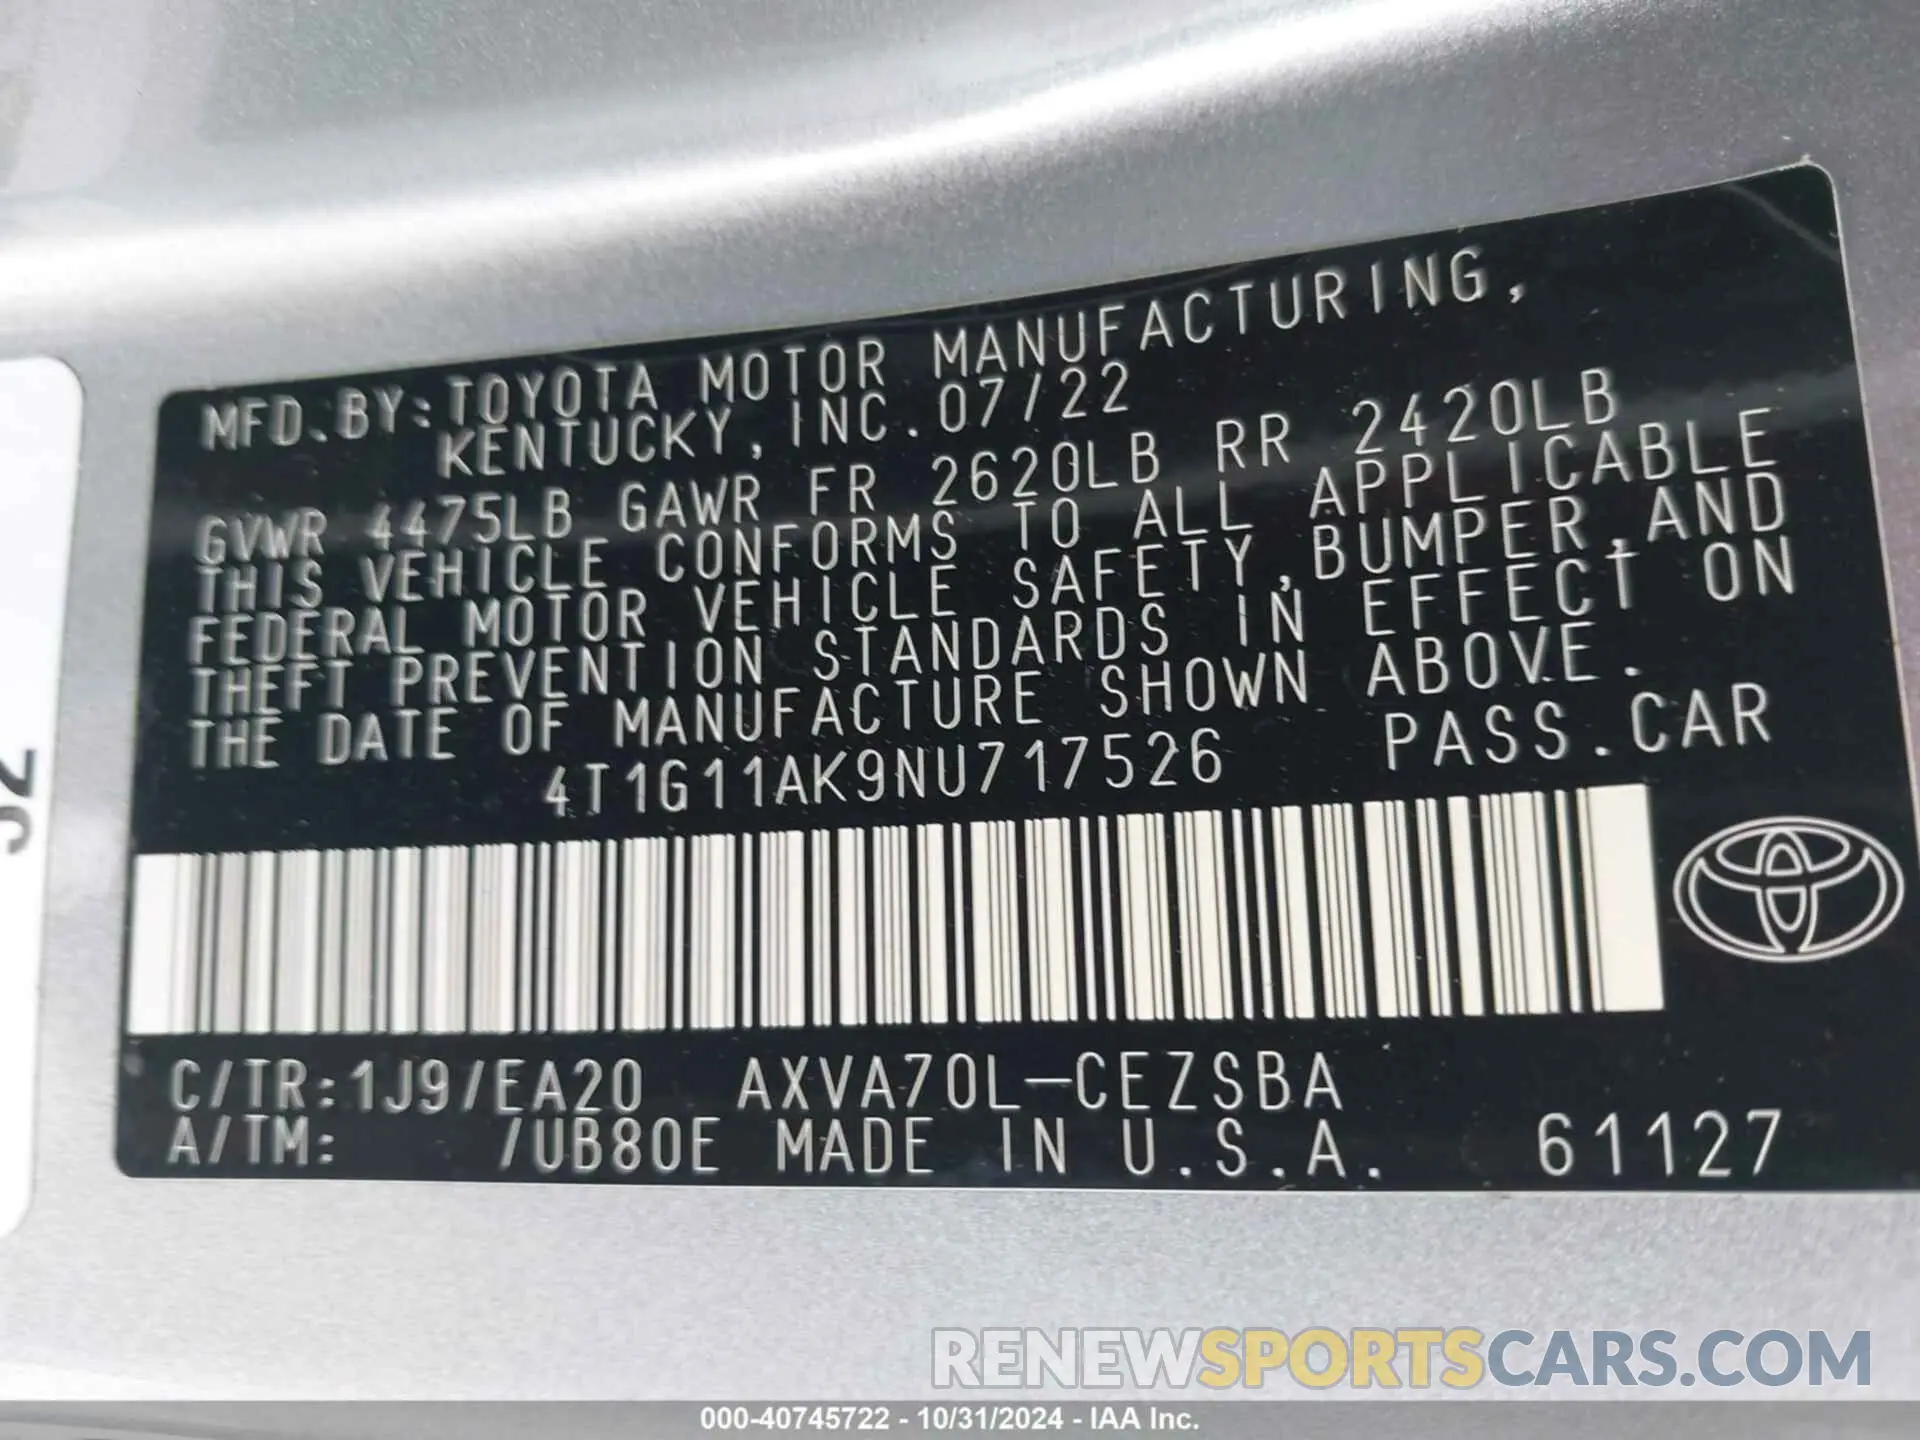 MFD.BY:TOYOTA MOTOR MANUFACTURING,
KENTUCKY, INC. 07/22
GVWR 4475LB GAWR FR 2620LB RR 2420LB
THIS VEHICLE CONFORMS TO ALL APPLICABLE
FEDERAL MOTOR VEHICLE SAFETY, BUMPER, AND
THEFT PREVENTION STANDARDS IN EFFECT ON
THE DATE OF MANUFACTURE SHOWN ABOVE.
4T1G11AK9NU717526 PASS.CAR
C/TR:1J9/EA20 AXVA70L-CEZSBA
A/TM: /UB80E MADE IN U.S.A. 61127
RENEWSPORTSCARS.COM
000-40745722 - 10/31/2024 - IAA Inc.